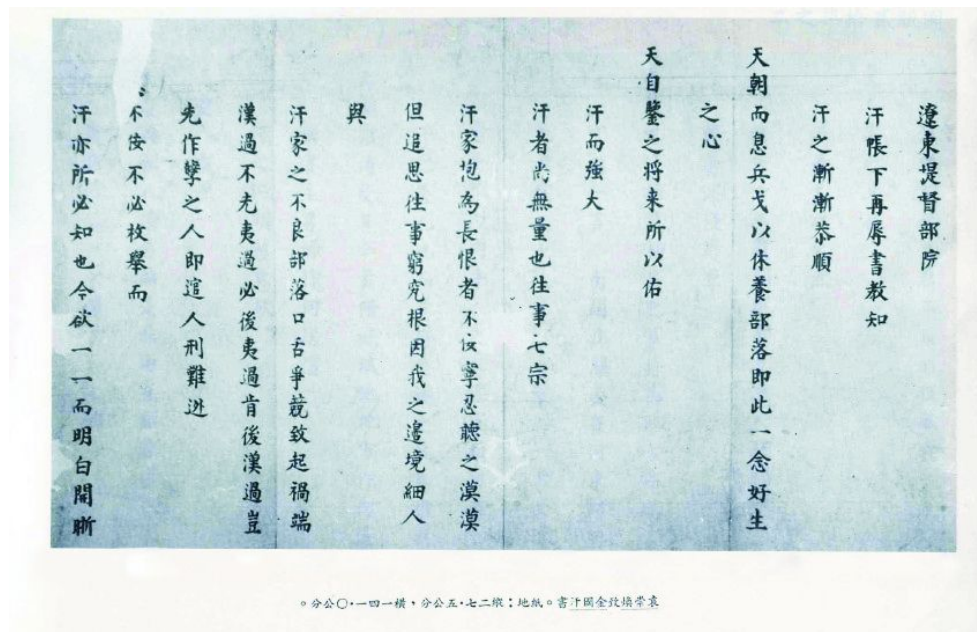 遼東提督部院
汗帳下再辱書教知
汗之漸漸恭順
天朝而息兵戈以休養部落即此一念好生
之心
天自鑒之将来所以佑
汗而強大
汗者尚無量也往事七宗
汗家抱為長恨者不佞寧忍聴之漠漠
但追思往事窮究根因我之邉境細人
與
汗家之不良部落口舌爭競致起禍端
漢過不先夷過必後夷過肯後漢過豈
先作孽之人即逭人刑難迯
不佞不必枚舉而
汗亦所必知也今欲一一而明白開晰
。分公〇·一四一橫，分公五·七二縱：地紙。書汗國金致煥崇袁